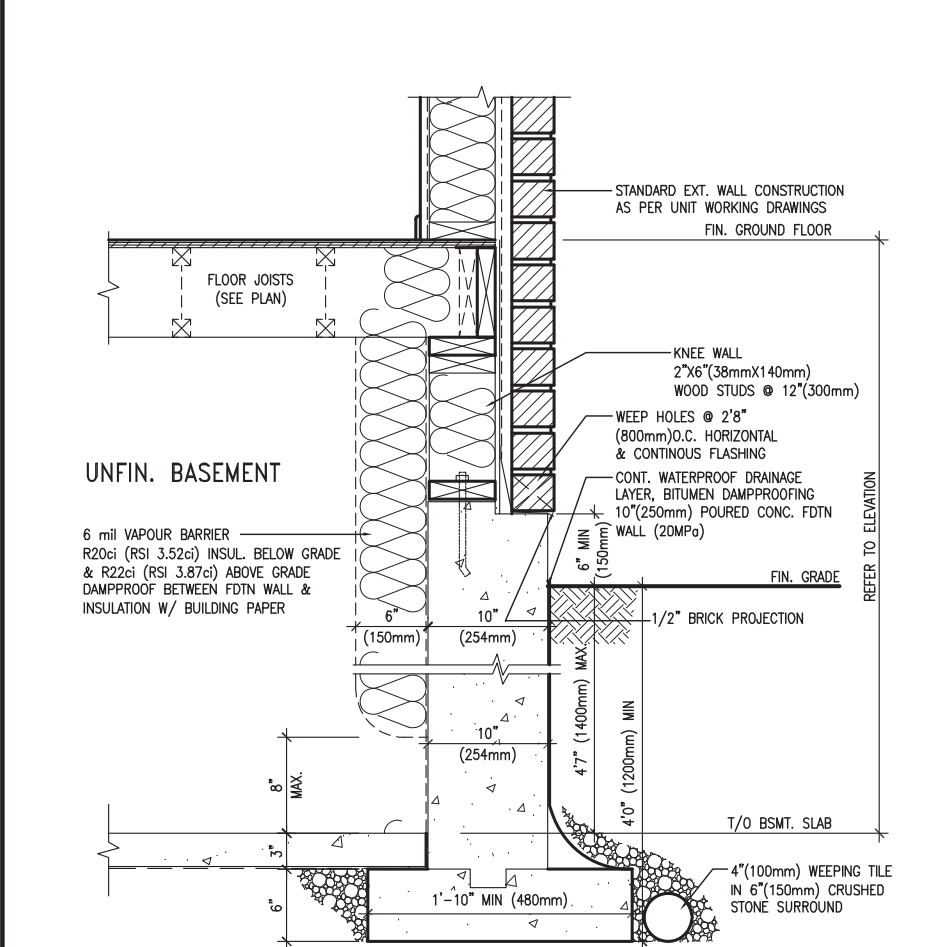 STANDARD EXT. WALL CONSTRUCTION
AS PER UNIT WORKING DRAWINGS
FIN. GROUND FLOOR
FLOOR JOISTS
(SEE PLAN)
KNEE WALL
2"X6"(38mmX140mm)
WOOD STUDS @ 12"(300mm)
WEEP HOLES @ 2'8"
(800mm)O.C. HORIZONTAL
& CONTINOUS FLASHING
UNFIN. BASEMENT
CONT. WATERPROOF DRAINAGE
LAYER, BITUMEN DAMPPROOFING
10"(250mm) POURED CONC. FDTN
WALL (20MPa)
6" MIN
(150mm)
REFER TO ELEVATION
6 mil VAPOUR BARRIER
R20ci (RSI 3.52ci) INSUL. BELOW GRADE
& R22ci (RSI 3.87ci) ABOVE GRADE
DAMPPROOF BETWEEN FDTN WALL &
INSULATION W/ BUILDING PAPER
FIN. GRADE
6"
(150mm)
10"
(254mm)
1/2" BRICK PROJECTION
4'7" (1400mm) MAX.
4'0" (1200mm) MIN
10"
(254mm)
8"
MAX.
T/O BSMT. SLAB
3"
4"(100mm) WEEPING TILE
IN 6"(150mm) CRUSHED
STONE SURROUND
6"
1'-10" MIN (480mm)